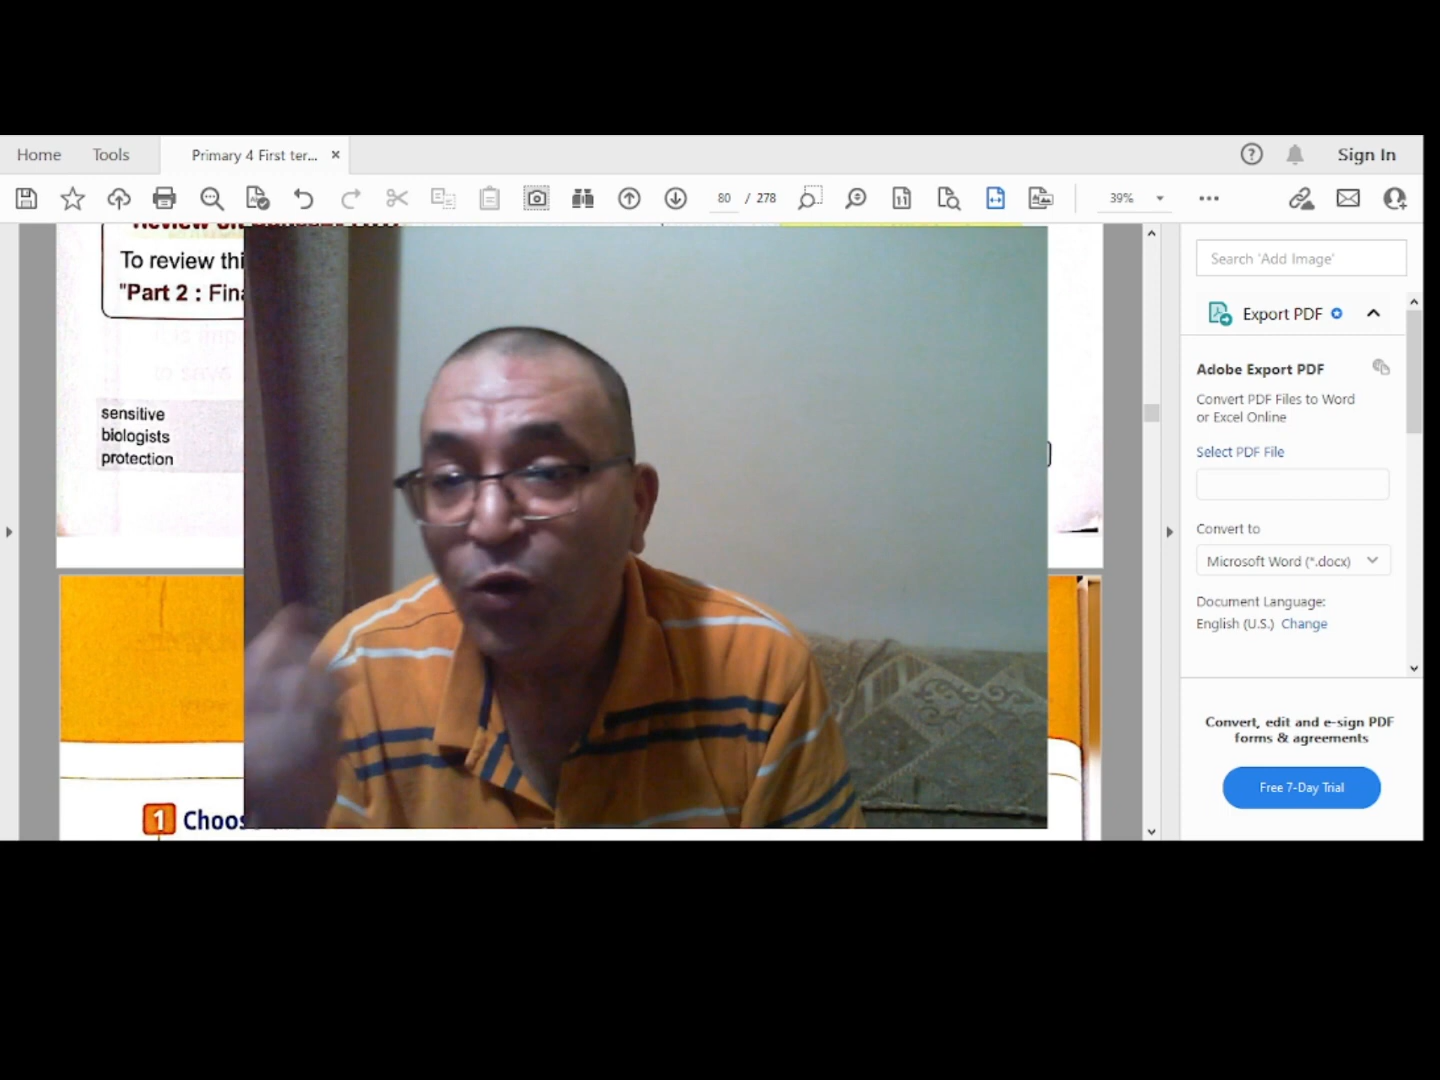 Home Tools Primary 4 First ter... × Sign In
80 / 278 39%
To review thi
"Part 2 : Fina
sensitive
biologists
protection
1 Choose
Search 'Add Image'
Export PDF
Adobe Export PDF
Convert PDF Files to Word
or Excel Online
Select PDF File
Convert to
Microsoft Word (*.docx)
Document Language:
English (U.S.) Change
Convert, edit and e-sign PDF
forms & agreements
Free 7-Day Trial